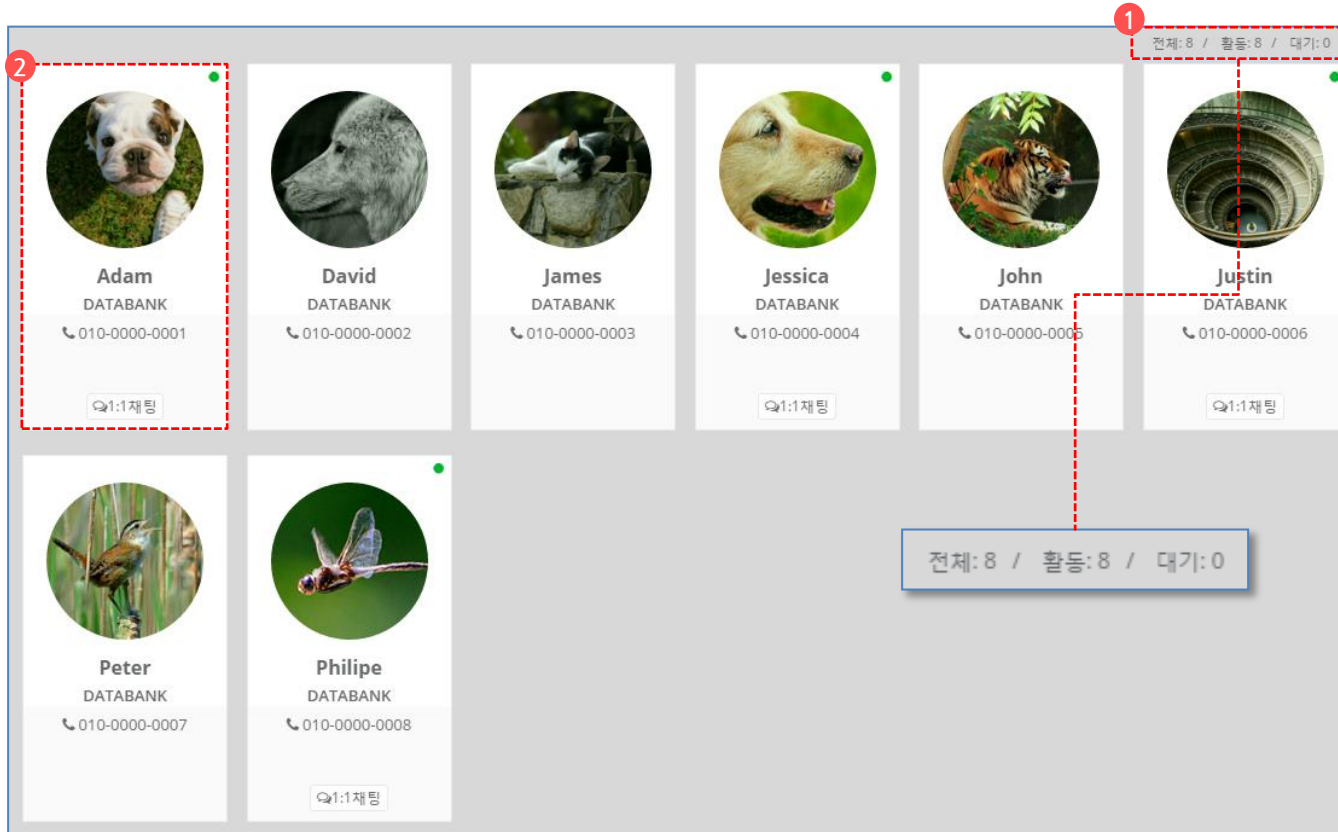 1
전체: 8 / 활동: 8 / 대기: 0
2
Adam
DATABANK
010-0000-0001
1:1채팅
David
DATABANK
010-0000-0002
James
DATABANK
010-0000-0003
Jessica
DATABANK
010-0000-0004
1:1채팅
John
DATABANK
010-0000-0005
Justin
DATABANK
010-0000-0006
1:1채팅
Peter
DATABANK
010-0000-0007
Philipe
DATABANK
010-0000-0008
1:1채팅
전체: 8 / 활동: 8 / 대기: 0